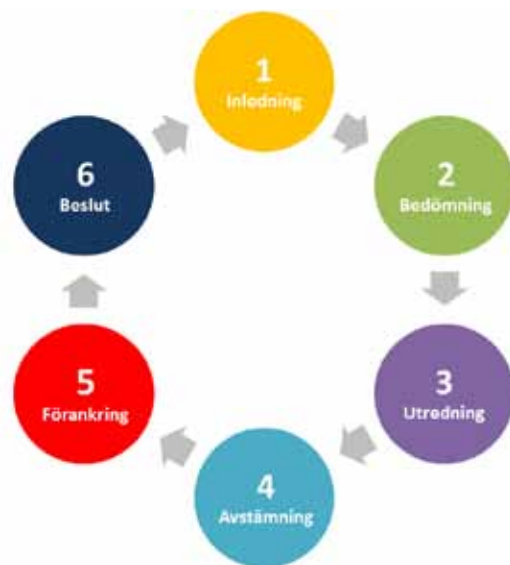 1
Inledning
2
Bedömning
3
Utredning
4
Avstämning
5
Förankring
6
Beslut